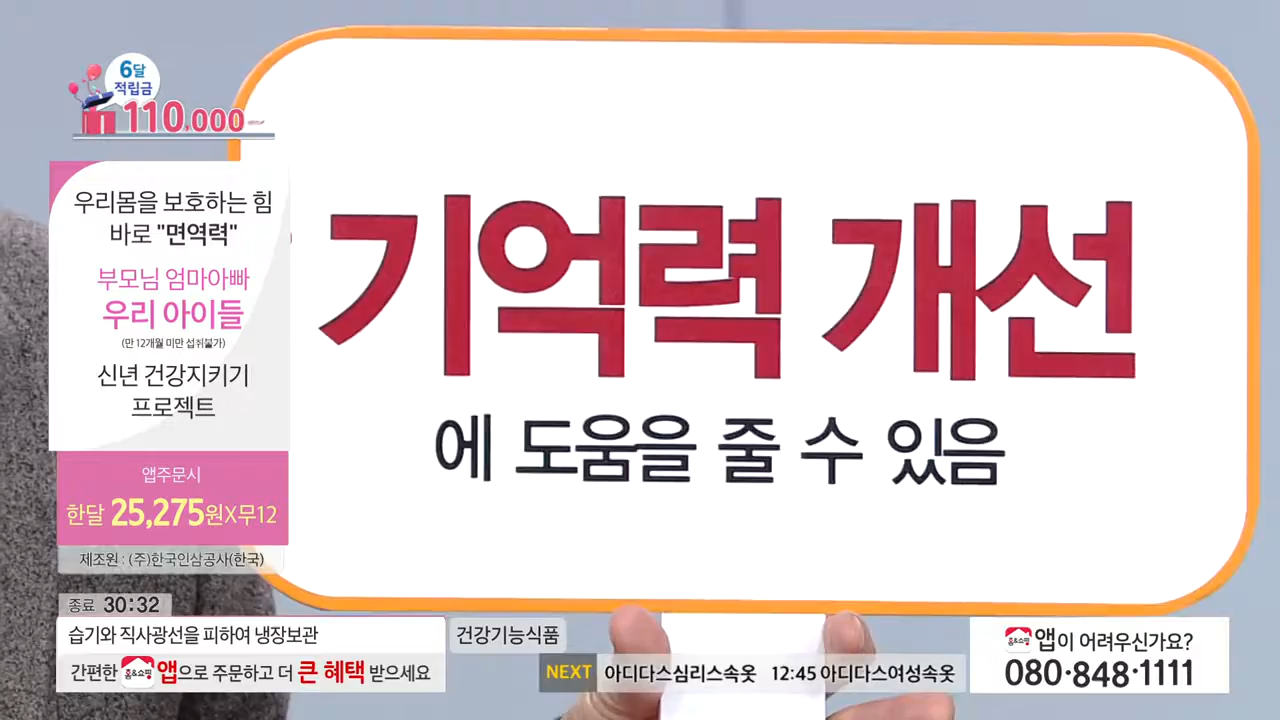 6달
적립금
110,000
우리몸을 보호하는 힘
바로 "면역력"
부모님 엄마아빠
우리 아이들
(만 12개월 미만 섭취불가)
신년 건강지키기
프로젝트
앱주문시
한달 25,275원X무12
제조원 : (주)한국인삼공사(한국)
기억력 개선
에 도움을 줄 수 있음
종료 30:32
습기와 직사광선을 피하여 냉장보관
건강기능식품
간편한 홈&쇼핑 앱으로 주문하고 더 큰 혜택 받으세요
NEXT 아디다스심리스속옷 12:45 아디다스여성속옷
홈&쇼핑 앱이 어려우신가요?
080·848·1111